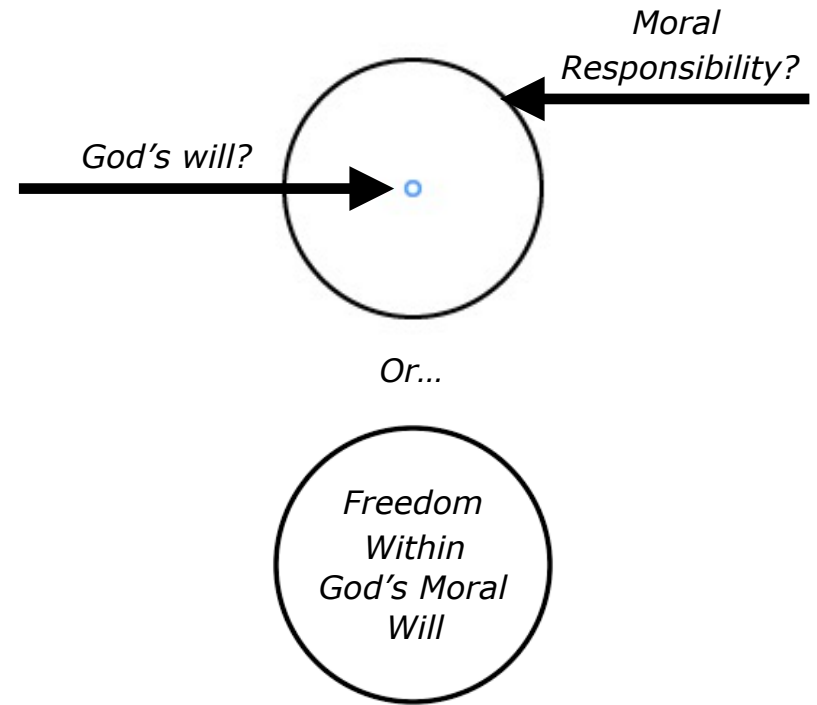 Moral
Responsibility?
God’s will?
Or…
Freedom
Within
God’s Moral
Will